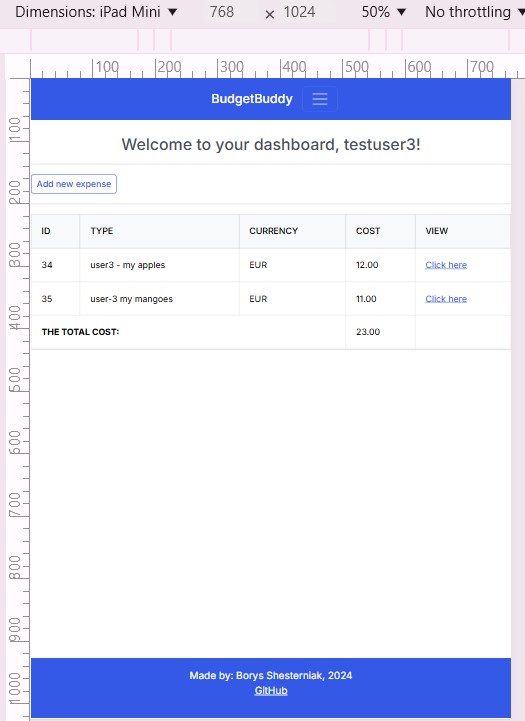 Dimensions: iPad Mini ▼ 768 × 1024 50% ▼ No throttling ▼
100 200 300 400 500 600 700
BudgetBuddy
Welcome to your dashboard, testuser3!
Add new expense
ID TYPE CURRENCY COST VIEW
34 user3 - my apples EUR 12.00 Click here
35 user-3 my mangoes EUR 11.00 Click here
THE TOTAL COST: 23.00
100
200
300
400
500
600
700
800
900
1000
Made by: Borys Shesterniak, 2024
GitHub